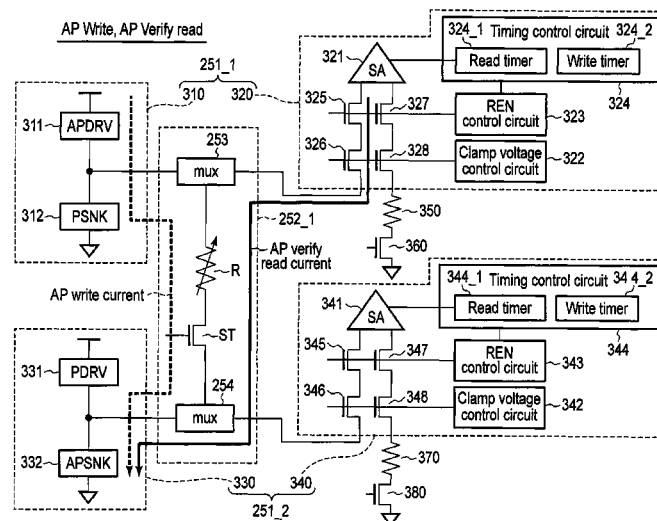 AP Write, AP Verify read
251_1
310 320
311 APDRV
312 PSNK
253
mux
252_1
AP verify
read current
AP write current
R
ST
331 PDRV
332 APSNK
254
mux
330 340
251_2
321
SA
325 327
326 328
350
360
324_1 Timing control circuit 324_2
Read timer Write timer
324
REN
control circuit
323
Clamp voltage
control circuit
322
341
SA
345 347
346 348
370
380
344_1 Timing control circuit 344_2
Read timer Write timer
344
REN
control circuit
343
Clamp voltage
control circuit
342